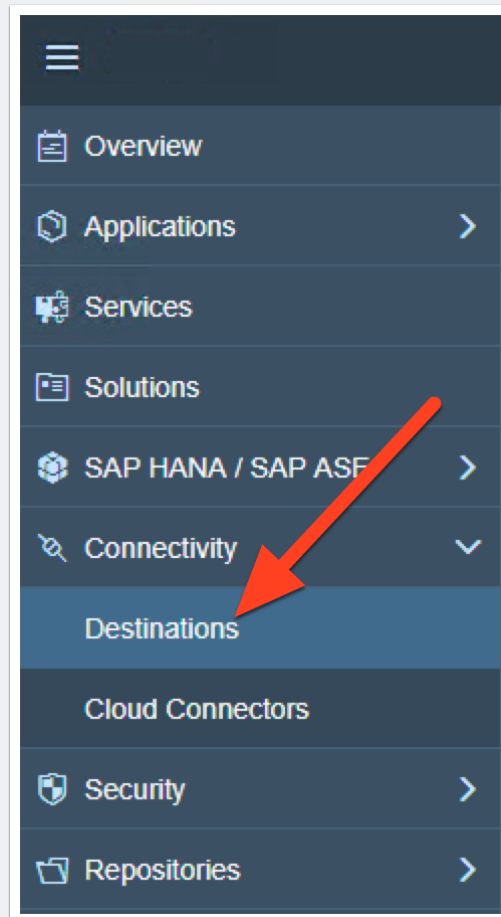 Overview
Applications
Services
Solutions
SAP HANA / SAP ASE
Connectivity
Destinations
Cloud Connectors
Security
Repositories